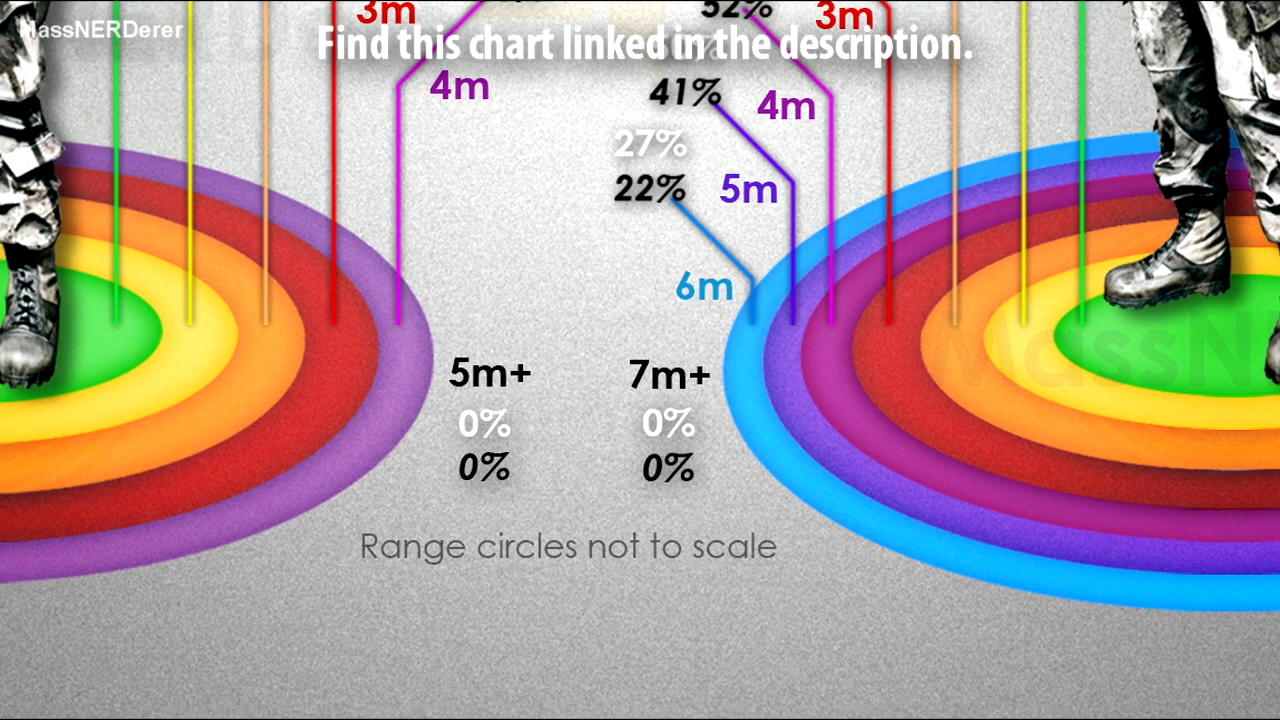 3m
52%
3m
MassNERDerer
Find this chart linked in the description.
4m
41%
4m
27%
22%
5m
6m
5m+
0%
0%
7m+
0%
0%
Range circles not to scale